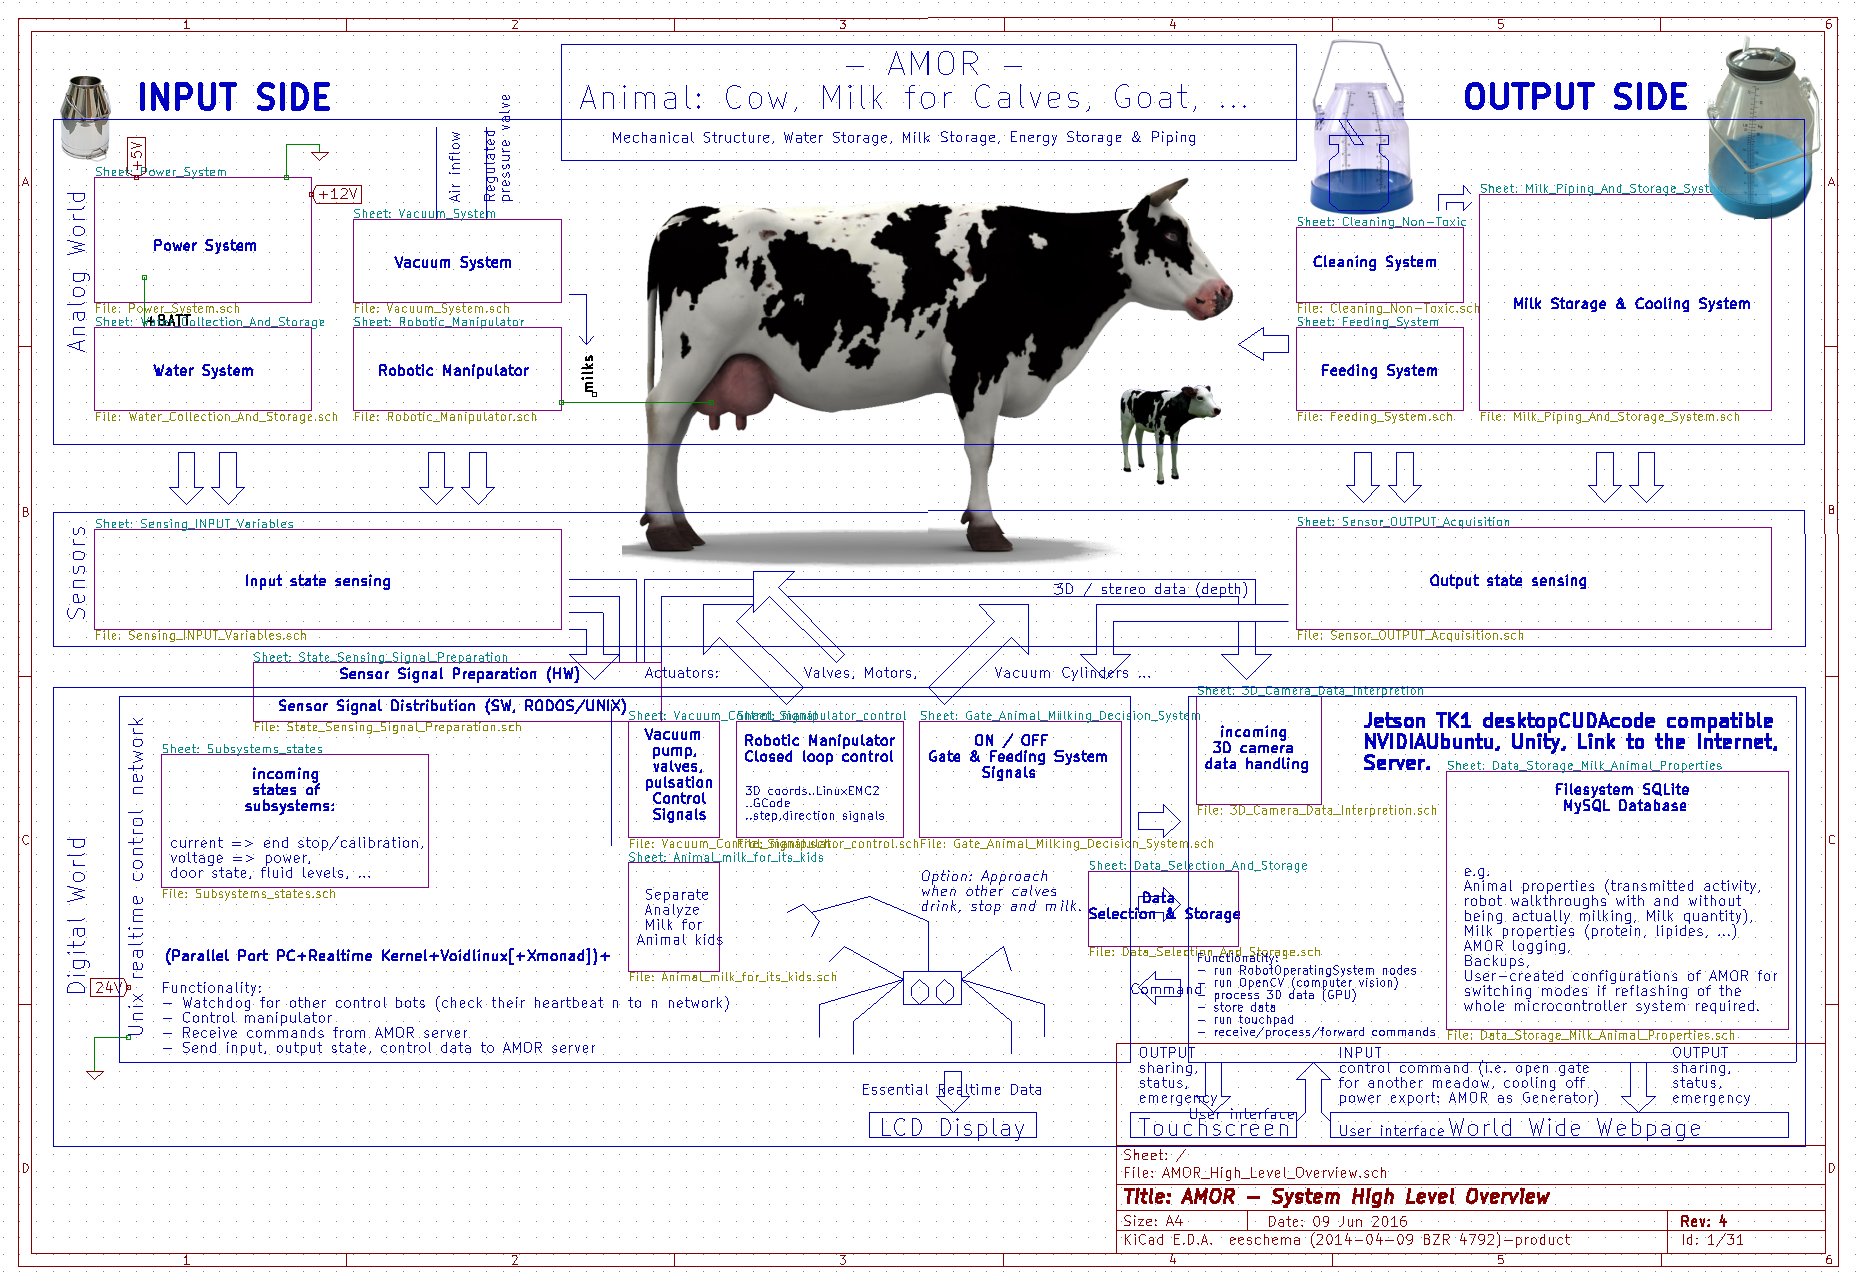 1 2 3 4 5 6
INPUT SIDE
– AMOR –
Animal: Cow, Milk for Calves, Goat, ...
Mechanical Structure, Water Storage, Milk Storage, Energy Storage & Piping
OUTPUT SIDE
A
A
Analog World
+5V
+12V
Sheet: Power_System
Power System
File: Power_System.sch
+BATT
Air inflow
Regulated
pressure valve
Sheet: Vacuum_System
Vacuum System
File: Vacuum_System.sch
Sheet: Water_Collection_And_Storage
Water System
File: Water_Collection_And_Storage.sch
Sheet: Robotic_Manipulator
Robotic Manipulator
File: Robotic_Manipulator.sch
milks
Sheet: Cleaning_Non-Toxic
Cleaning System
File: Cleaning_Non-Toxic.sch
Sheet: Feeding_System
Feeding System
File: Feeding_System.sch
Sheet: Milk_Piping_And_Storage_System
Milk Storage & Cooling System
File: Milk_Piping_And_Storage_System.sch
B
B
Sensors
Sheet: Sensing_INPUT_Variables
Input state sensing
File: Sensing_INPUT_Variables.sch
Sheet: Sensor_OUTPUT_Acquisition
Output state sensing
File: Sensor_OUTPUT_Acquisition.sch
3D / stereo data (depth)
Sheet: State_Sensing_Signal_Preparation
Sensor Signal Preparation (HW)
Sensor Signal Distribution (SW, RODOS/UNIX)
File: State_Sensing_Signal_Preparation.sch
Actuators: Valves, Motors, Vacuum Cylinders ...
C
C
Digital World
Unix realtime control network
24V
Sheet: Subsystems_states
incoming
states of
subsystems:
current => end stop/calibration,
voltage => power,
door state, fluid levels, ...
File: Subsystems_states.sch
(Parallel Port PC+Realtime Kernel+Voidlinux[+Xmonad])+
Functionality:
– Watchdog for other control bots (check their heartbeat n to n network)
– Control manipulator
– Receive commands from AMOR server
– Send input, output state, control data to AMOR server
Sheet: Vacuum_Control_Signals
Vacuum
pump,
valves,
pulsation
Control
Signals
File: Vacuum_Control_Signals.sch
Sheet: Manipulator_control
Robotic Manipulator
Closed loop control
3D coords..LinuxEMC2
..GCode
..step,direction signals
File: Manipulator_control.sch
Sheet: Gate_Animal_Milking_Decision_System
ON / OFF
Gate & Feeding System
Signals
File: Gate_Animal_Milking_Decision_System.sch
Sheet: Animal_milk_for_its_kids
Separate
Analyze
Milk for
Animal kids
File: Animal_milk_for_its_kids.sch
Option: Approach
when other calves
drink, stop and milk.
Sheet: Data_Selection_And_Storage
Data
Selection & Storage
File: Data_Selection_And_Storage.sch
Command
Sheet: 3D_Camera_Data_Interpretion
incoming
3D camera
data handling
File: 3D_Camera_Data_Interpretion.sch
Jetson TK1 desktopCUDAcode compatible
NVIDIAUbuntu, Unity, Link to the Internet,
Server.
Sheet: Data_Storage_Milk_Animal_Properties
Filesystem SQLite
MySQL Database
e.g.
Animal properties (transmitted activity,
robot walkthroughs with and without
being actually milking, Milk quantity),
Milk properties (protein, lipides, ...)
AMOR logging,
Backups,
User-created configurations of AMOR for
switching modes if reflashing of the
whole microcontroller system required.
File: Data_Storage_Milk_Animal_Properties.sch
Functionality:
– run RobotOperatingSystem nodes
– run OpenCV (computer vision)
– process 3D data (GPU)
– store data
– run touchpad
– receive/process/forward commands
Essential Realtime Data
LCD Display
OUTPUT
sharing,
status,
emergency
User interface
Touchscreen
INPUT
control command (i.e. open gate
for another meadow, cooling off
power export: AMOR as Generator)
User interface World Wide Webpage
OUTPUT
sharing,
status,
emergency
D
D
Sheet: /
File: AMOR_High_Level_Overview.sch
Title: AMOR – System High Level Overview
Size: A4 Date: 09 Jun 2016 Rev: 4
KiCad E.D.A. eeschema (2014-04-09 BZR 4792)-product Id: 1/31
1 2 3 4 5 6